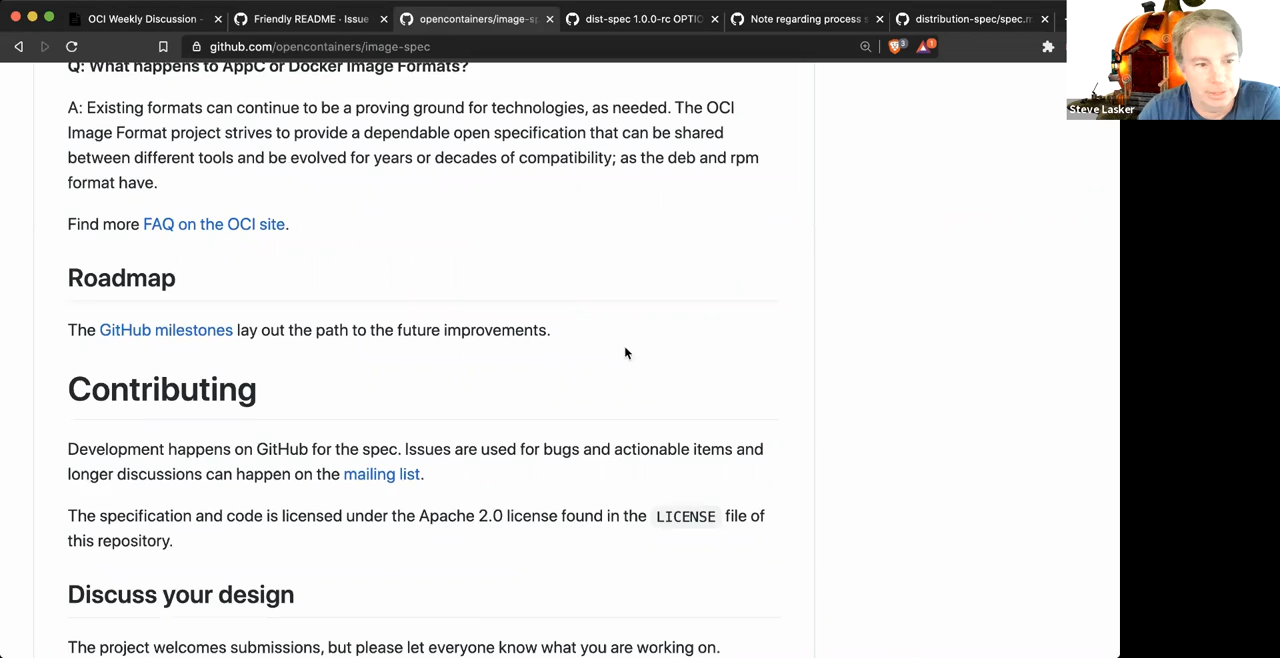 OCI Weekly Discussion -
Friendly README · Issue
opencontainers/image-sp
dist-spec 1.0.0-rc OPTIC
Note regarding process s
distribution-spec/spec.m
github.com/opencontainers/image-spec
3
1
Steve Lasker
Q: What happens to AppC or Docker Image Formats?
A: Existing formats can continue to be a proving ground for technologies, as needed. The OCI
Image Format project strives to provide a dependable open specification that can be shared
between different tools and be evolved for years or decades of compatibility; as the deb and rpm
format have.
Find more FAQ on the OCI site.
Roadmap
The GitHub milestones lay out the path to the future improvements.
Contributing
Development happens on GitHub for the spec. Issues are used for bugs and actionable items and
longer discussions can happen on the mailing list.
The specification and code is licensed under the Apache 2.0 license found in the LICENSE file of
this repository.
Discuss your design
The project welcomes submissions, but please let everyone know what you are working on.